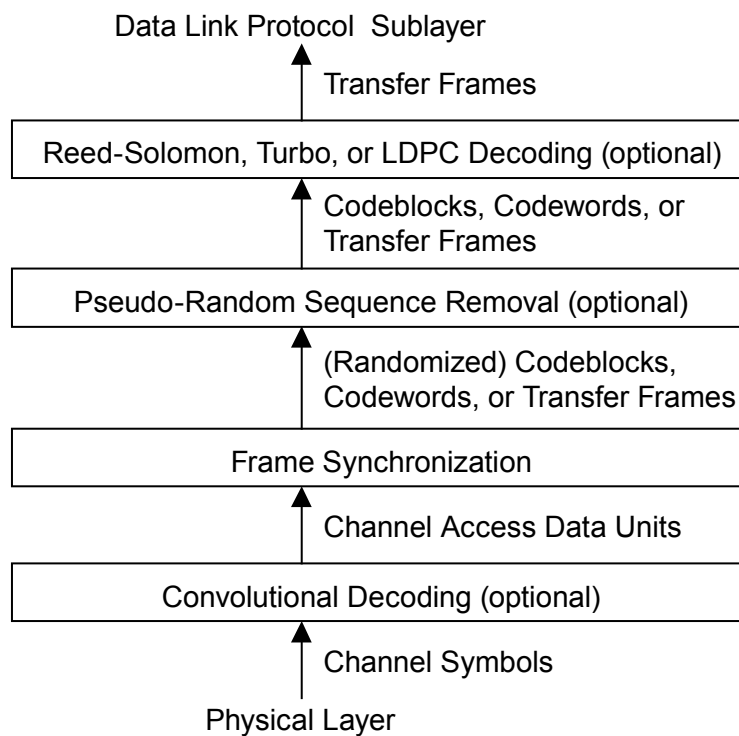 Data Link Protocol Sublayer
Transfer Frames
Reed-Solomon, Turbo, or LDPC Decoding (optional)
Codeblocks, Codewords, or
Transfer Frames
Pseudo-Random Sequence Removal (optional)
(Randomized) Codeblocks,
Codewords, or Transfer Frames
Frame Synchronization
Channel Access Data Units
Convolutional Decoding (optional)
Channel Symbols
Physical Layer